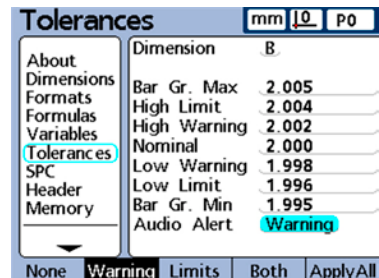 Tolerances mm 0 P0
About
Dimensions
Formats
Formulas
Variables
Tolerances
SPC
Header
Memory
Dimension B
Bar Gr. Max 2.005
High Limit 2.004
High Warning 2.002
Nominal 2.000
Low Warning 1.998
Low Limit 1.996
Bar Gr. Min 1.995
Audio Alert Warning
None Warning Limits Both ApplyAll